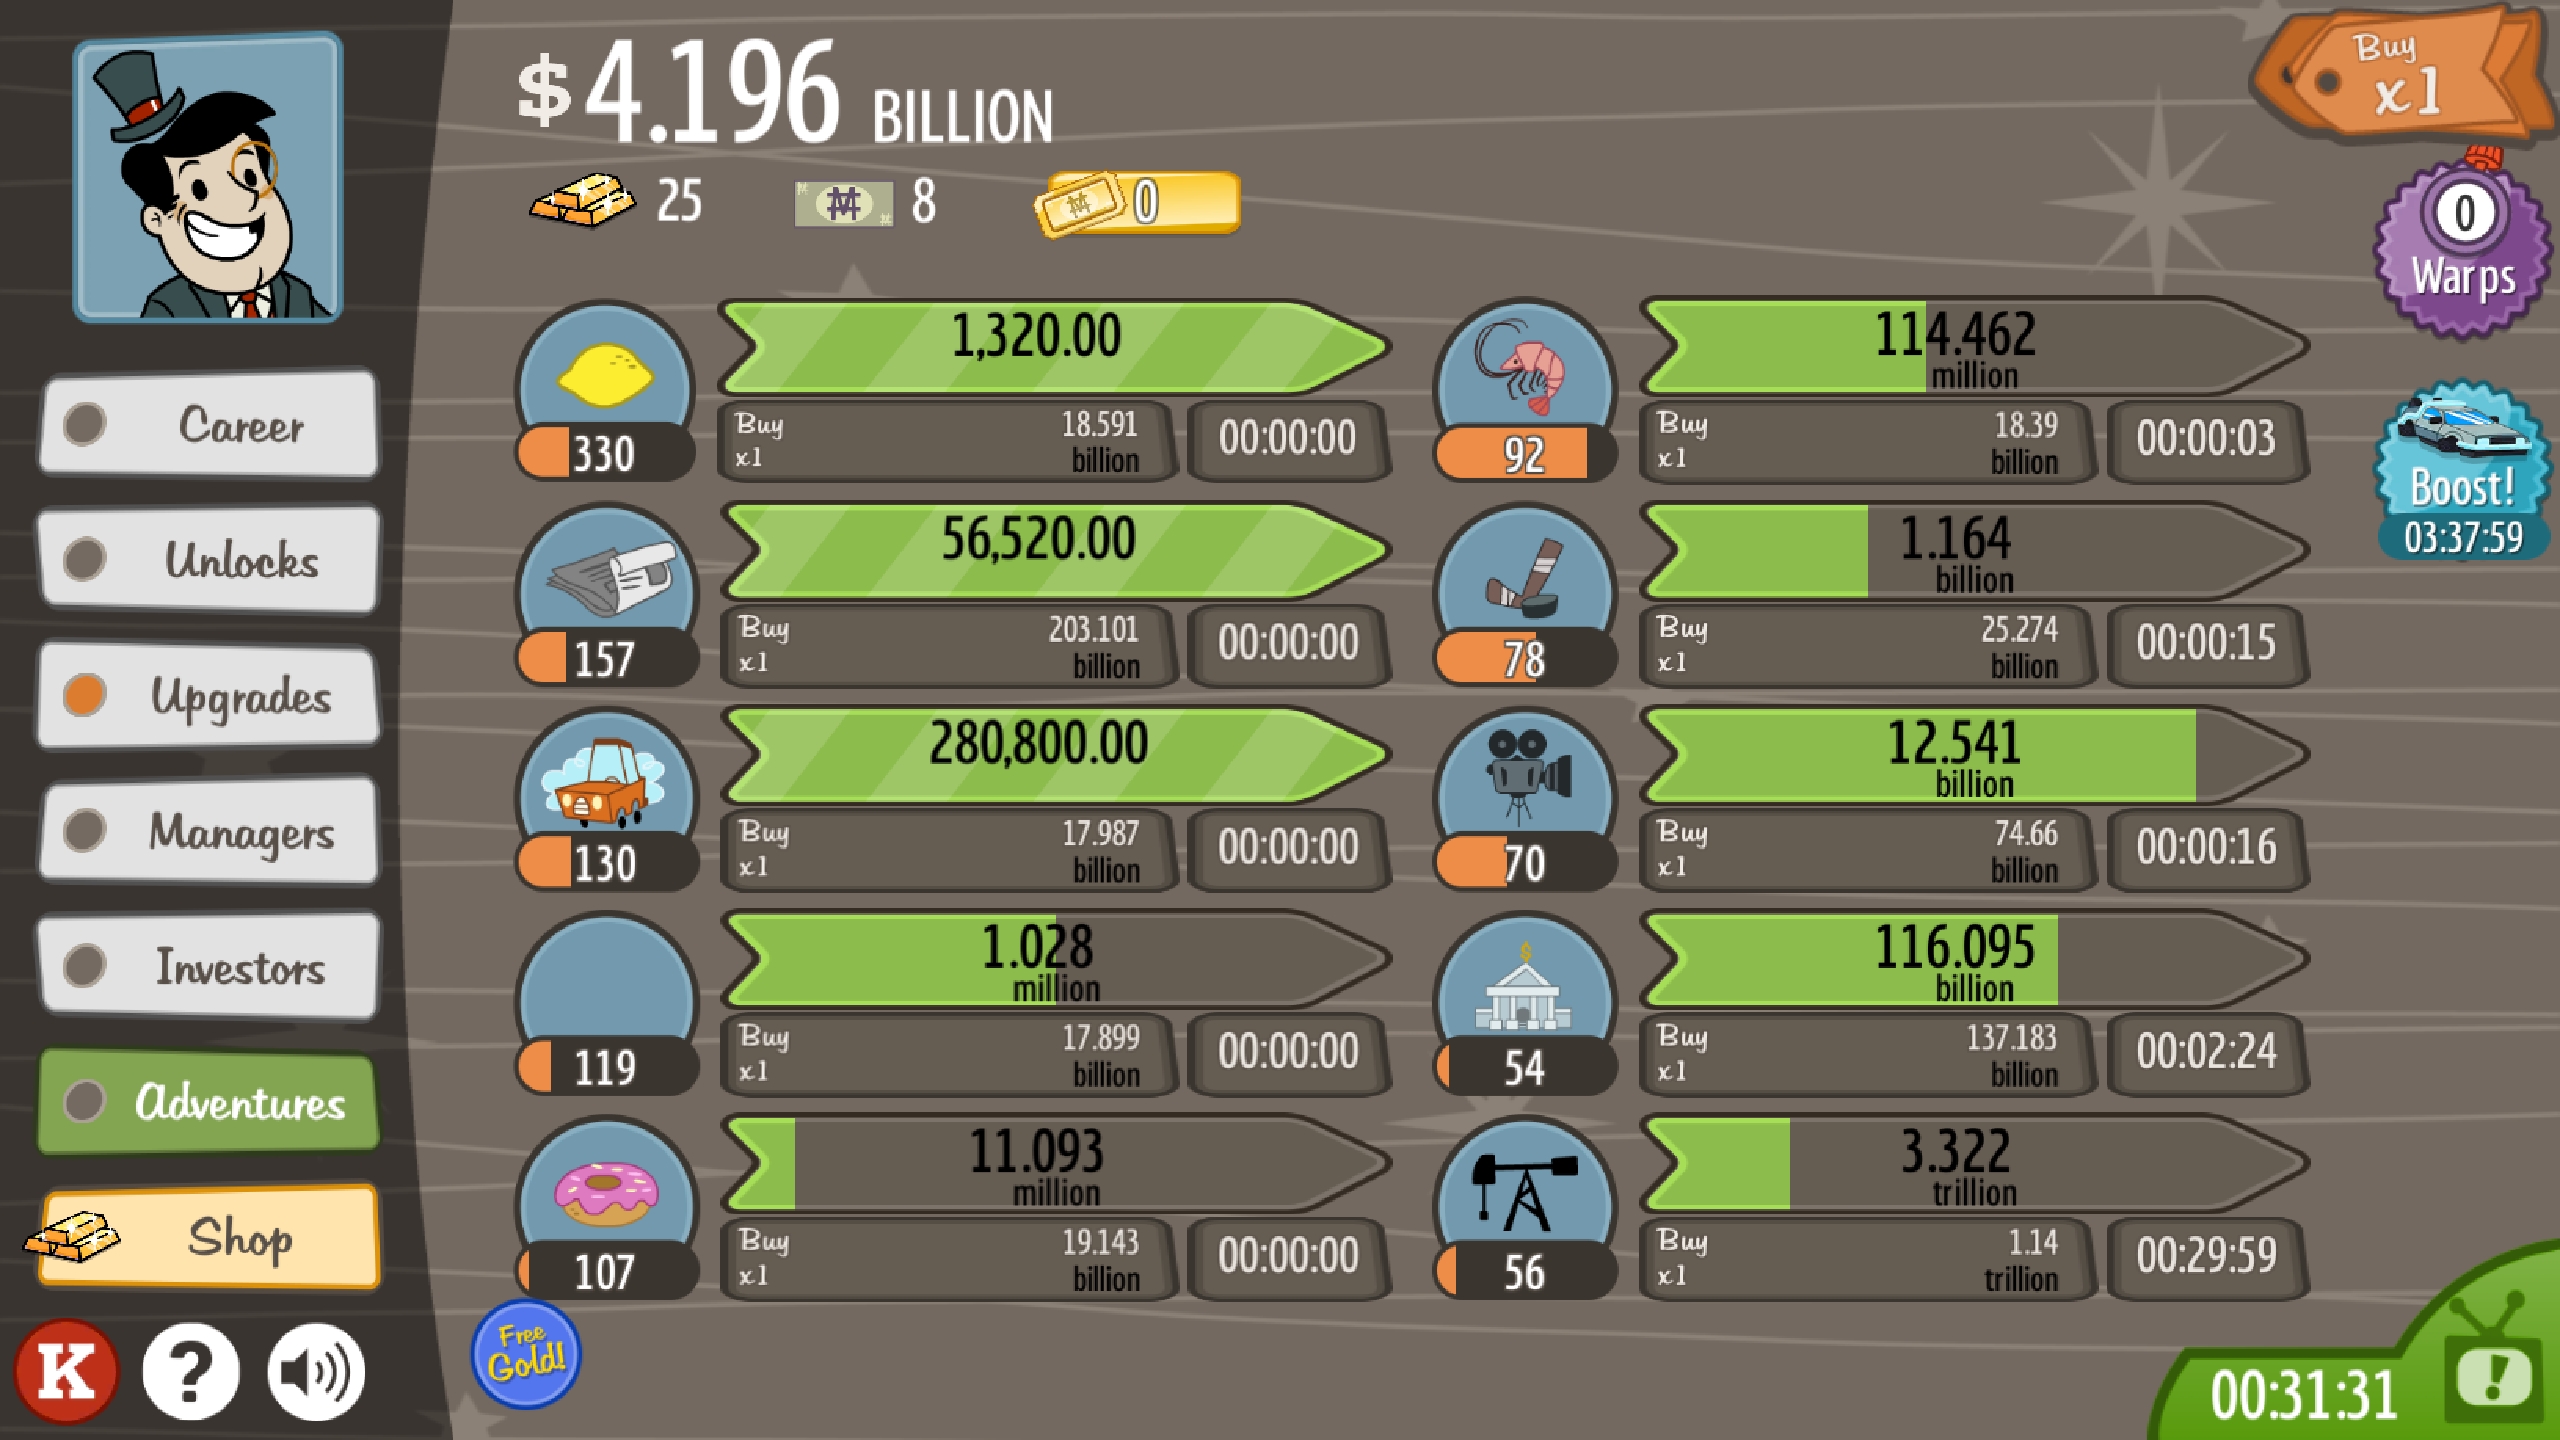 $4.196 BILLION
Buy
x1
25
8
0
0
Warps
Career
Unlocks
Upgrades
Managers
Investors
Adventures
Shop
K
?
1,320.00
330
Buy
x1
18.591
billion
00:00:00
56,520.00
157
Buy
x1
203.101
billion
00:00:00
280,800.00
130
Buy
x1
17.987
billion
00:00:00
1.028
million
119
Buy
x1
17.899
billion
00:00:00
11.093
million
107
Buy
x1
19.143
billion
00:00:00
114.462
million
92
Buy
x1
18.39
billion
00:00:03
1.164
billion
78
Buy
x1
25.274
billion
00:00:15
12.541
billion
70
Buy
x1
74.66
billion
00:00:16
$
116.095
billion
54
Buy
x1
137.183
billion
00:02:24
3.322
trillion
56
Buy
x1
1.14
trillion
00:29:59
Boost!
03:37:59
Free
Gold!
00:31:31
!